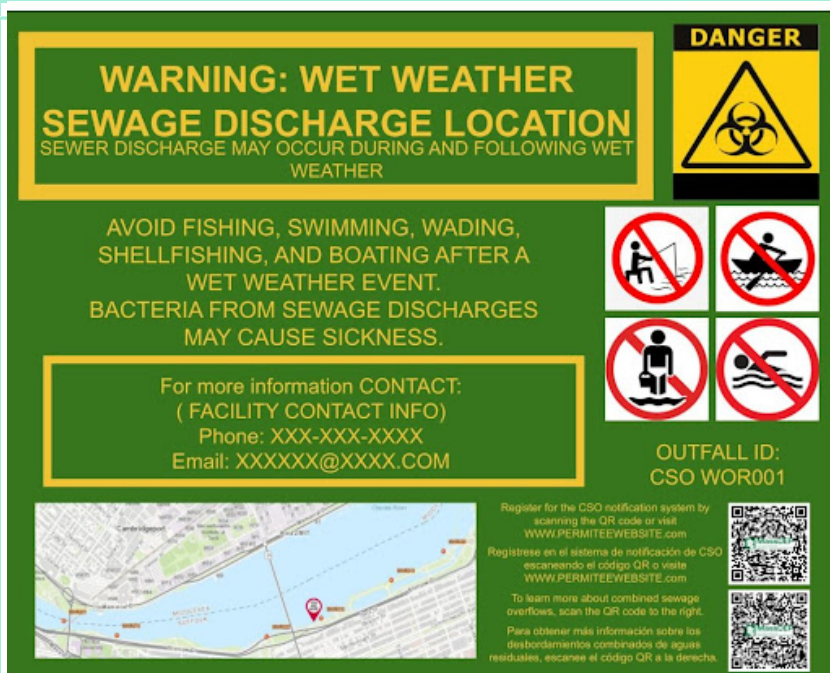 WARNING: WET WEATHER
SEWAGE DISCHARGE LOCATION
SEWER DISCHARGE MAY OCCUR DURING AND FOLLOWING WET
WEATHER
DANGER
AVOID FISHING, SWIMMING, WADING,
SHELLFISHING, AND BOATING AFTER A
WET WEATHER EVENT.
BACTERIA FROM SEWAGE DISCHARGES
MAY CAUSE SICKNESS.
For more information CONTACT:
( FACILITY CONTACT INFO)
Phone: XXX-XXX-XXXX
Email: XXXXXX@XXXX.COM
OUTFALL ID:
CSO WOR001
Cambridgeport
Charles River
MIDDLESEX
SUFFOLK
Register for the CSO notification system by
scanning the QR code or visit
WWW.PERMITEEWEBSITE.com
Regístrese en el sistema de notificación de CSO
escaneando el código QR o visite
WWW.PERMITEEWEBSITE.com
To learn more about combined sewage
overflows, scan the QR code to the right.
Para obtener más información sobre los
desbordamientos combinados de aguas
residuales, escanee el código QR a la derecha.